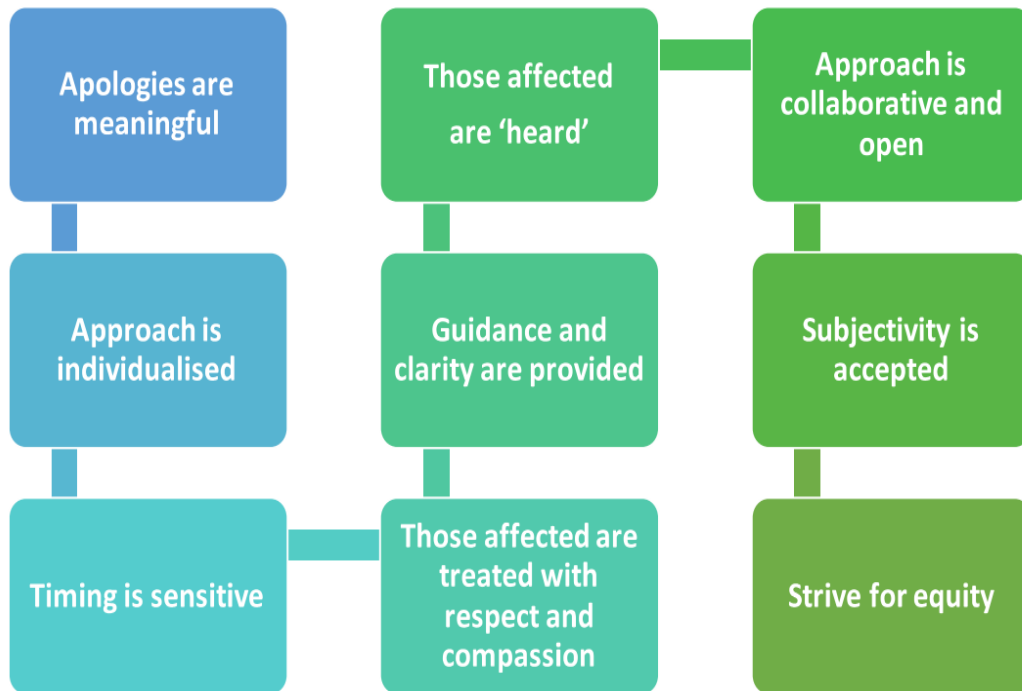 Apologies are
meaningful
Approach is
individualised
Timing is sensitive
Those affected are
treated with
respect and
compassion
Guidance and
clarity are provided
Those affected
are ‘heard’
Approach is
collaborative and
open
Subjectivity is
accepted
Strive for equity